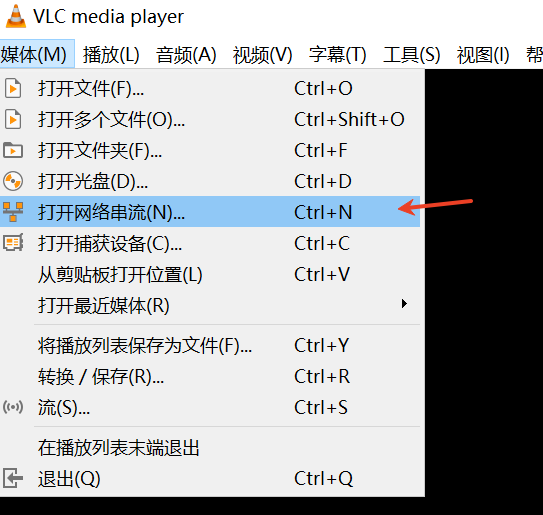 VLC media player
媒体(M) 播放(L) 音频(A) 视频(V) 字幕(T) 工具(S) 视图(I) 帮
打开文件(F)... Ctrl+O
打开多个文件(O)... Ctrl+Shift+O
打开文件夹(F)... Ctrl+F
打开光盘(D)... Ctrl+D
打开网络串流(N)... Ctrl+N
打开捕获设备(C)... Ctrl+C
从剪贴板打开位置(L) Ctrl+V
打开最近媒体(R)
将播放列表保存为文件(F)... Ctrl+Y
转换 / 保存(R)... Ctrl+R
流(S)... Ctrl+S
在播放列表末端退出
退出(Q) Ctrl+Q